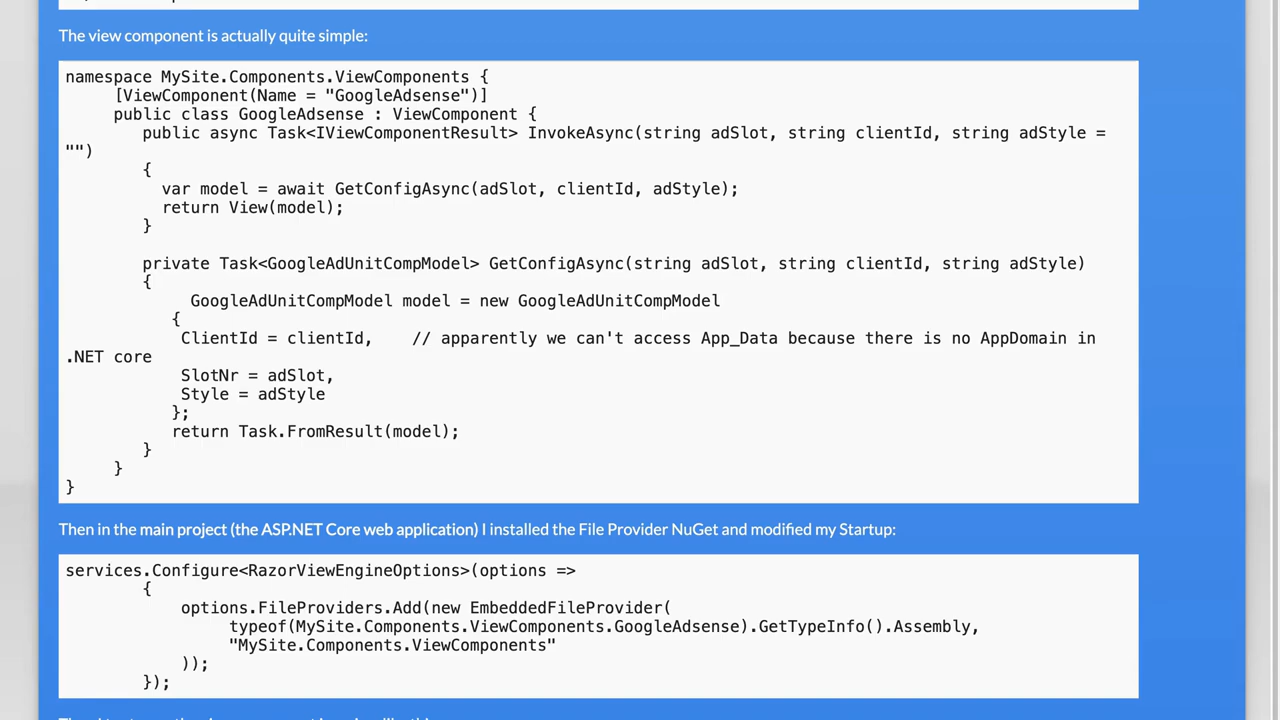 The view component is actually quite simple:
namespace MySite.Components.ViewComponents {
[ViewComponent(Name = "GoogleAdsense")]
public class GoogleAdsense : ViewComponent {
public async Task<IViewComponentResult> InvokeAsync(string adSlot, string clientId, string adStyle =
"")
{
var model = await GetConfigAsync(adSlot, clientId, adStyle);
return View(model);
}
private Task<GoogleAdUnitCompModel> GetConfigAsync(string adSlot, string clientId, string adStyle)
{
GoogleAdUnitCompModel model = new GoogleAdUnitCompModel
{
ClientId = clientId,    // apparently we can't access App_Data because there is no AppDomain in
.NET core
SlotNr = adSlot,
Style = adStyle
};
return Task.FromResult(model);
}
}
}
Then in the main project (the ASP.NET Core web application) I installed the File Provider NuGet and modified my Startup:
services.Configure<RazorViewEngineOptions>(options =>
{
options.FileProviders.Add(new EmbeddedFileProvider(
typeof(MySite.Components.ViewComponents.GoogleAdsense).GetTypeInfo().Assembly,
"MySite.Components.ViewComponents"
));
});